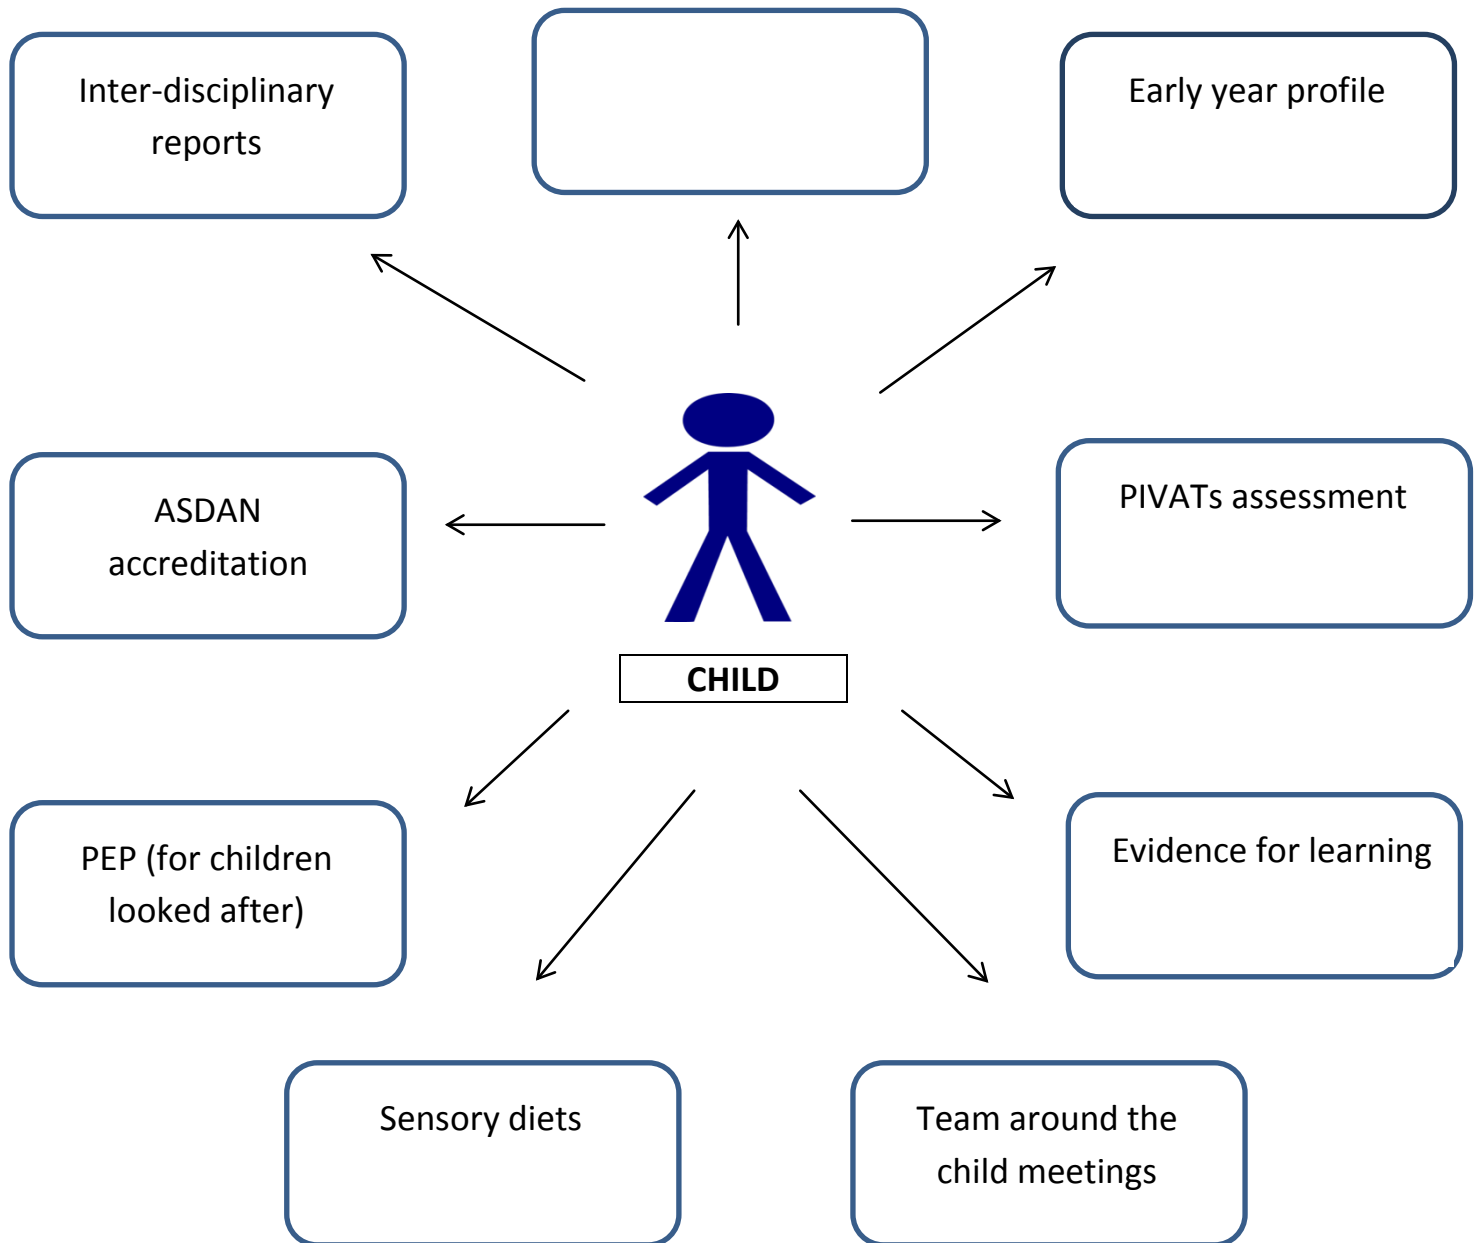 Inter-disciplinary
reports
Early year profile
ASDAN
accreditation
PIVATs assessment
CHILD
PEP (for children
looked after)
Evidence for learning
Sensory diets
Team around the
child meetings